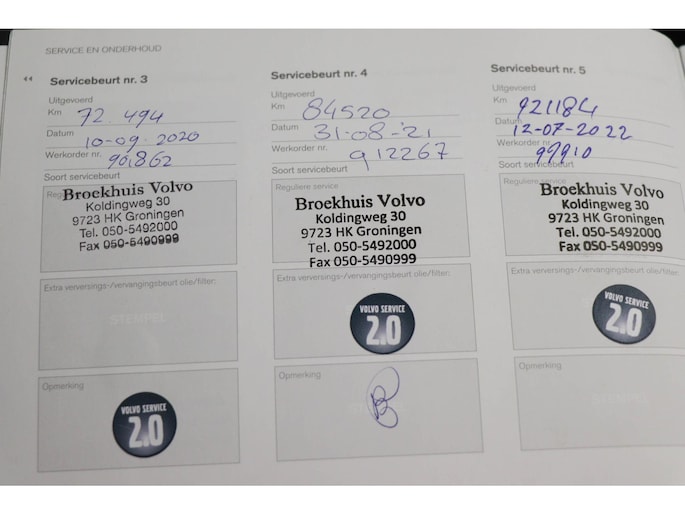 SERVICE EN ONDERHOUD
Servicebeurt nr. 3
Uitgevoerd
Km 72.494
Datum 10-09-2020
Werkorder nr. 901862
Soort servicebeurt
Reguliere service
Broekhuis Volvo
Koldingweg 30
9723 HK Groningen
Tel. 050-5492000
Fax 050-5490999
Extra verversings-/vervangingsbeurt olie/filter:
STEMPEL
Opmerking
VOLVO SERVICE
2.0
Servicebeurt nr. 4
Uitgevoerd
Km 84520
Datum 31-08-'21
Werkorder nr. 912267
Soort servicebeurt
Reguliere service
Broekhuis Volvo
Koldingweg 30
9723 HK Groningen
Tel. 050-5492000
Fax 050-5490999
Extra verversings-/vervangingsbeurt olie/filter:
VOLVO SERVICE
2.0
Opmerking
Servicebeurt nr. 5
Uitgevoerd
Km 921184
Datum 12-07-2022
Werkorder nr.
Soort servicebeurt
Reguliere service
Broekhuis Volvo
Koldingweg 30
9723 HK Groningen
Tel. 050-5492000
Fax 050-5490999
Extra verversings-/vervangingsbeurt olie/filter:
VOLVO SERVICE
2.0
Opmerking